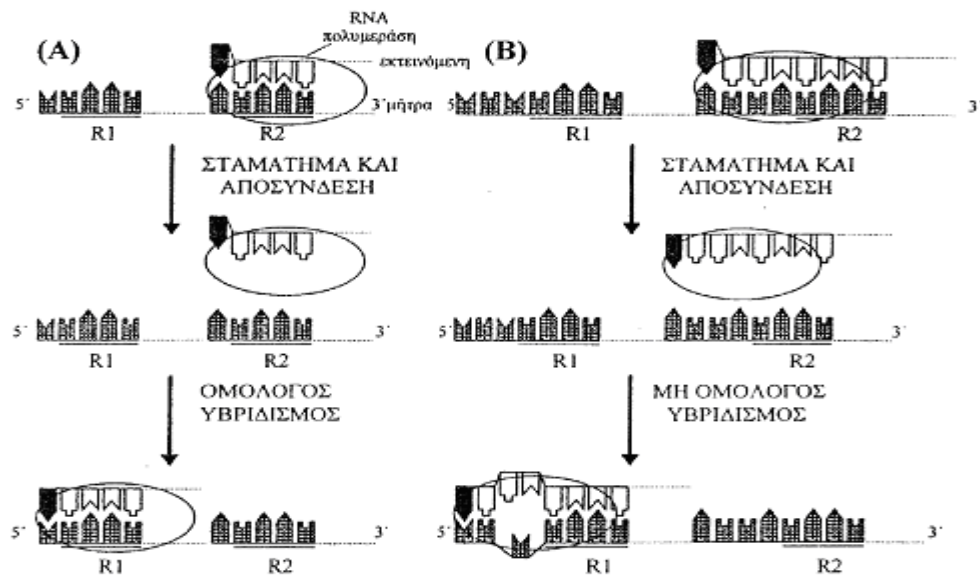 (A)
RNA
πολυμεράση
εκτεινόμενη
5΄
3΄μήτρα
R1
R2
ΣΤΑΜΑΤΗΜΑ ΚΑΙ
ΑΠΟΣΥΝΔΕΣΗ
5΄
3΄
R1
R2
ΟΜΟΛΟΓΟΣ
ΥΒΡΙΔΙΣΜΟΣ
5΄
3΄
R1
R2
(B)
5΄
3
R1
R2
ΣΤΑΜΑΤΗΜΑ ΚΑΙ
ΑΠΟΣΥΝΔΕΣΗ
5΄
3΄
R1
R2
ΜΗ ΟΜΟΛΟΓΟΣ
ΥΒΡΙΔΙΣΜΟΣ
5΄
3΄
R1
R2